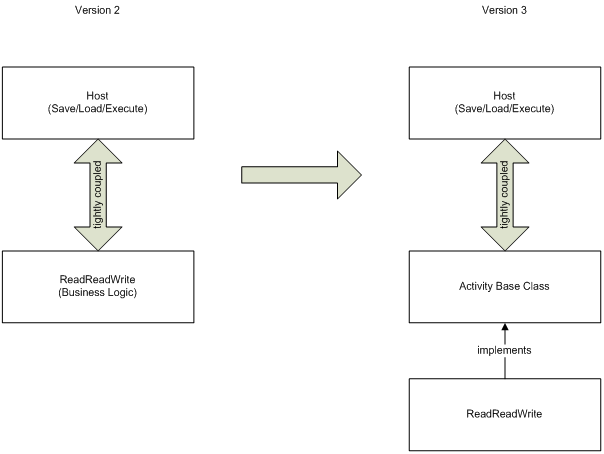 Version 2
Version 3
Host
(Save/Load/Execute)
Host
(Save/Load/Execute)
tightly coupled
tightly coupled
ReadReadWrite
(Business Logic)
Activity Base Class
implements
ReadReadWrite